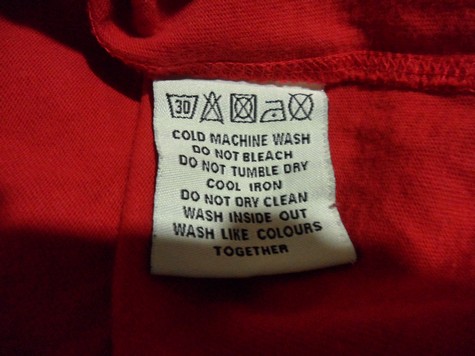 30
COLD MACHINE WASH
DO NOT BLEACH
DO NOT TUMBLE DRY
COOL IRON
DO NOT DRY CLEAN
WASH INSIDE OUT
WASH LIKE COLOURS
TOGETHER